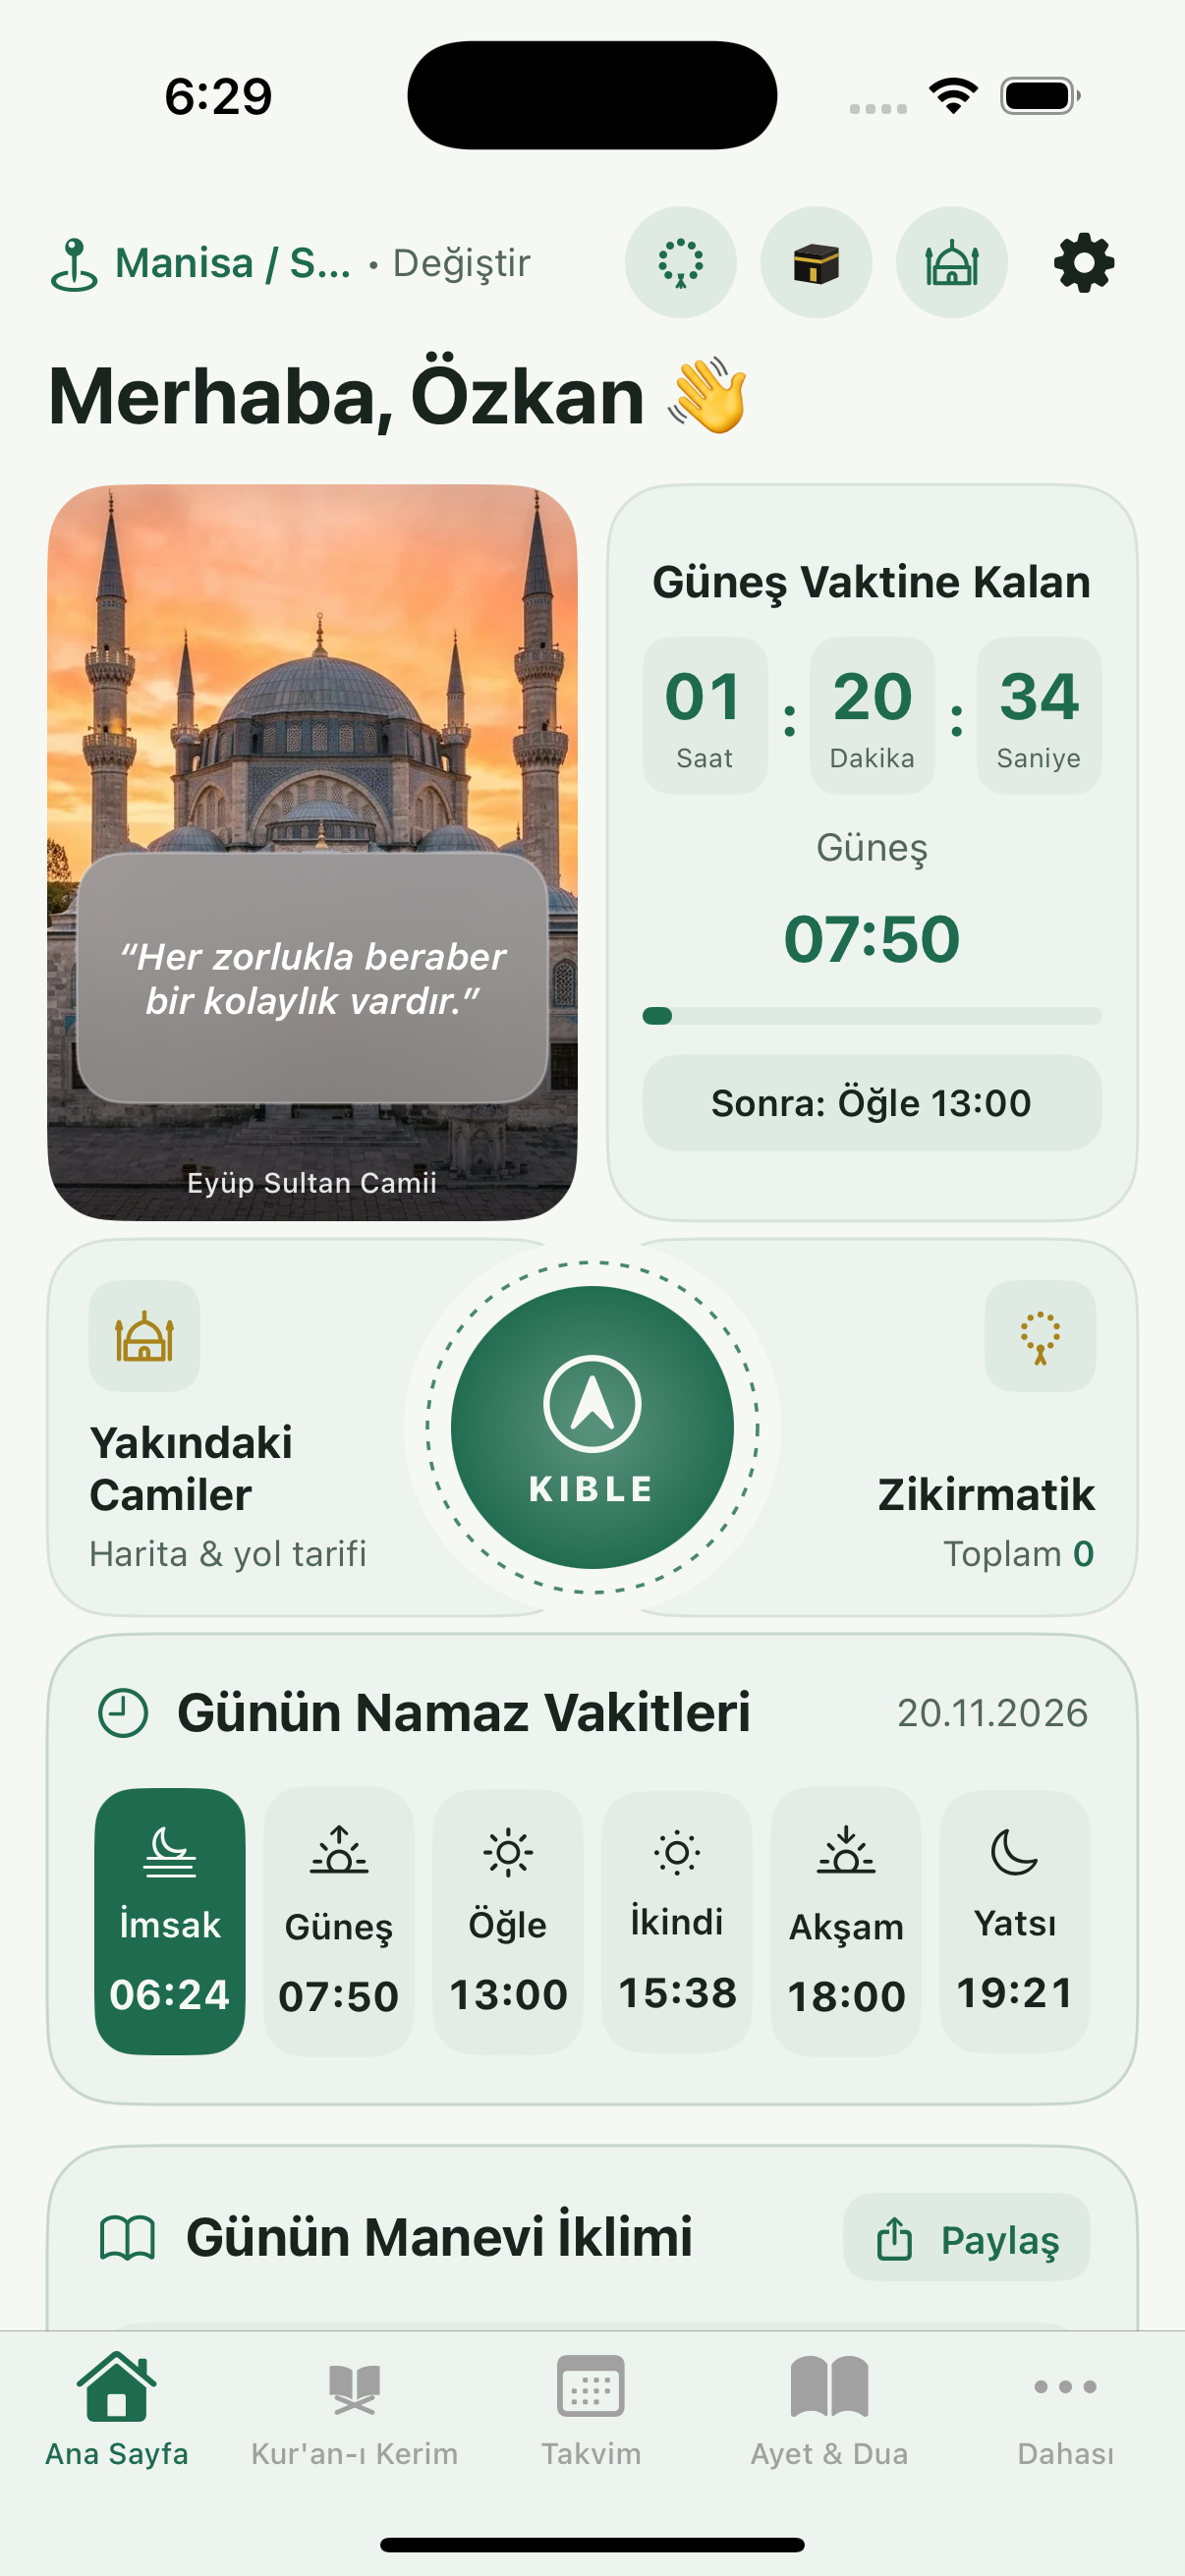 6:29
Manisa / S... • Değiştir
Merhaba, Özkan 👋
“Her zorlukla beraber
bir kolaylık vardır.”
Eyüp Sultan Camii
Güneş Vaktine Kalan
01 : 20 : 34
Saat Dakika Saniye
Güneş
07:50
Sonra: Öğle 13:00
Yakındaki
Camiler
Harita & yol tarifi
KIBLE
Zikirmatik
Toplam 0
Günün Namaz Vakitleri
20.11.2026
İmsak Güneş Öğle İkindi Akşam Yatsı
06:24 07:50 13:00 15:38 18:00 19:21
Günün Manevi İklimi
Paylaş
Ana Sayfa Kur'an-ı Kerim Takvim Ayet & Dua Dahası